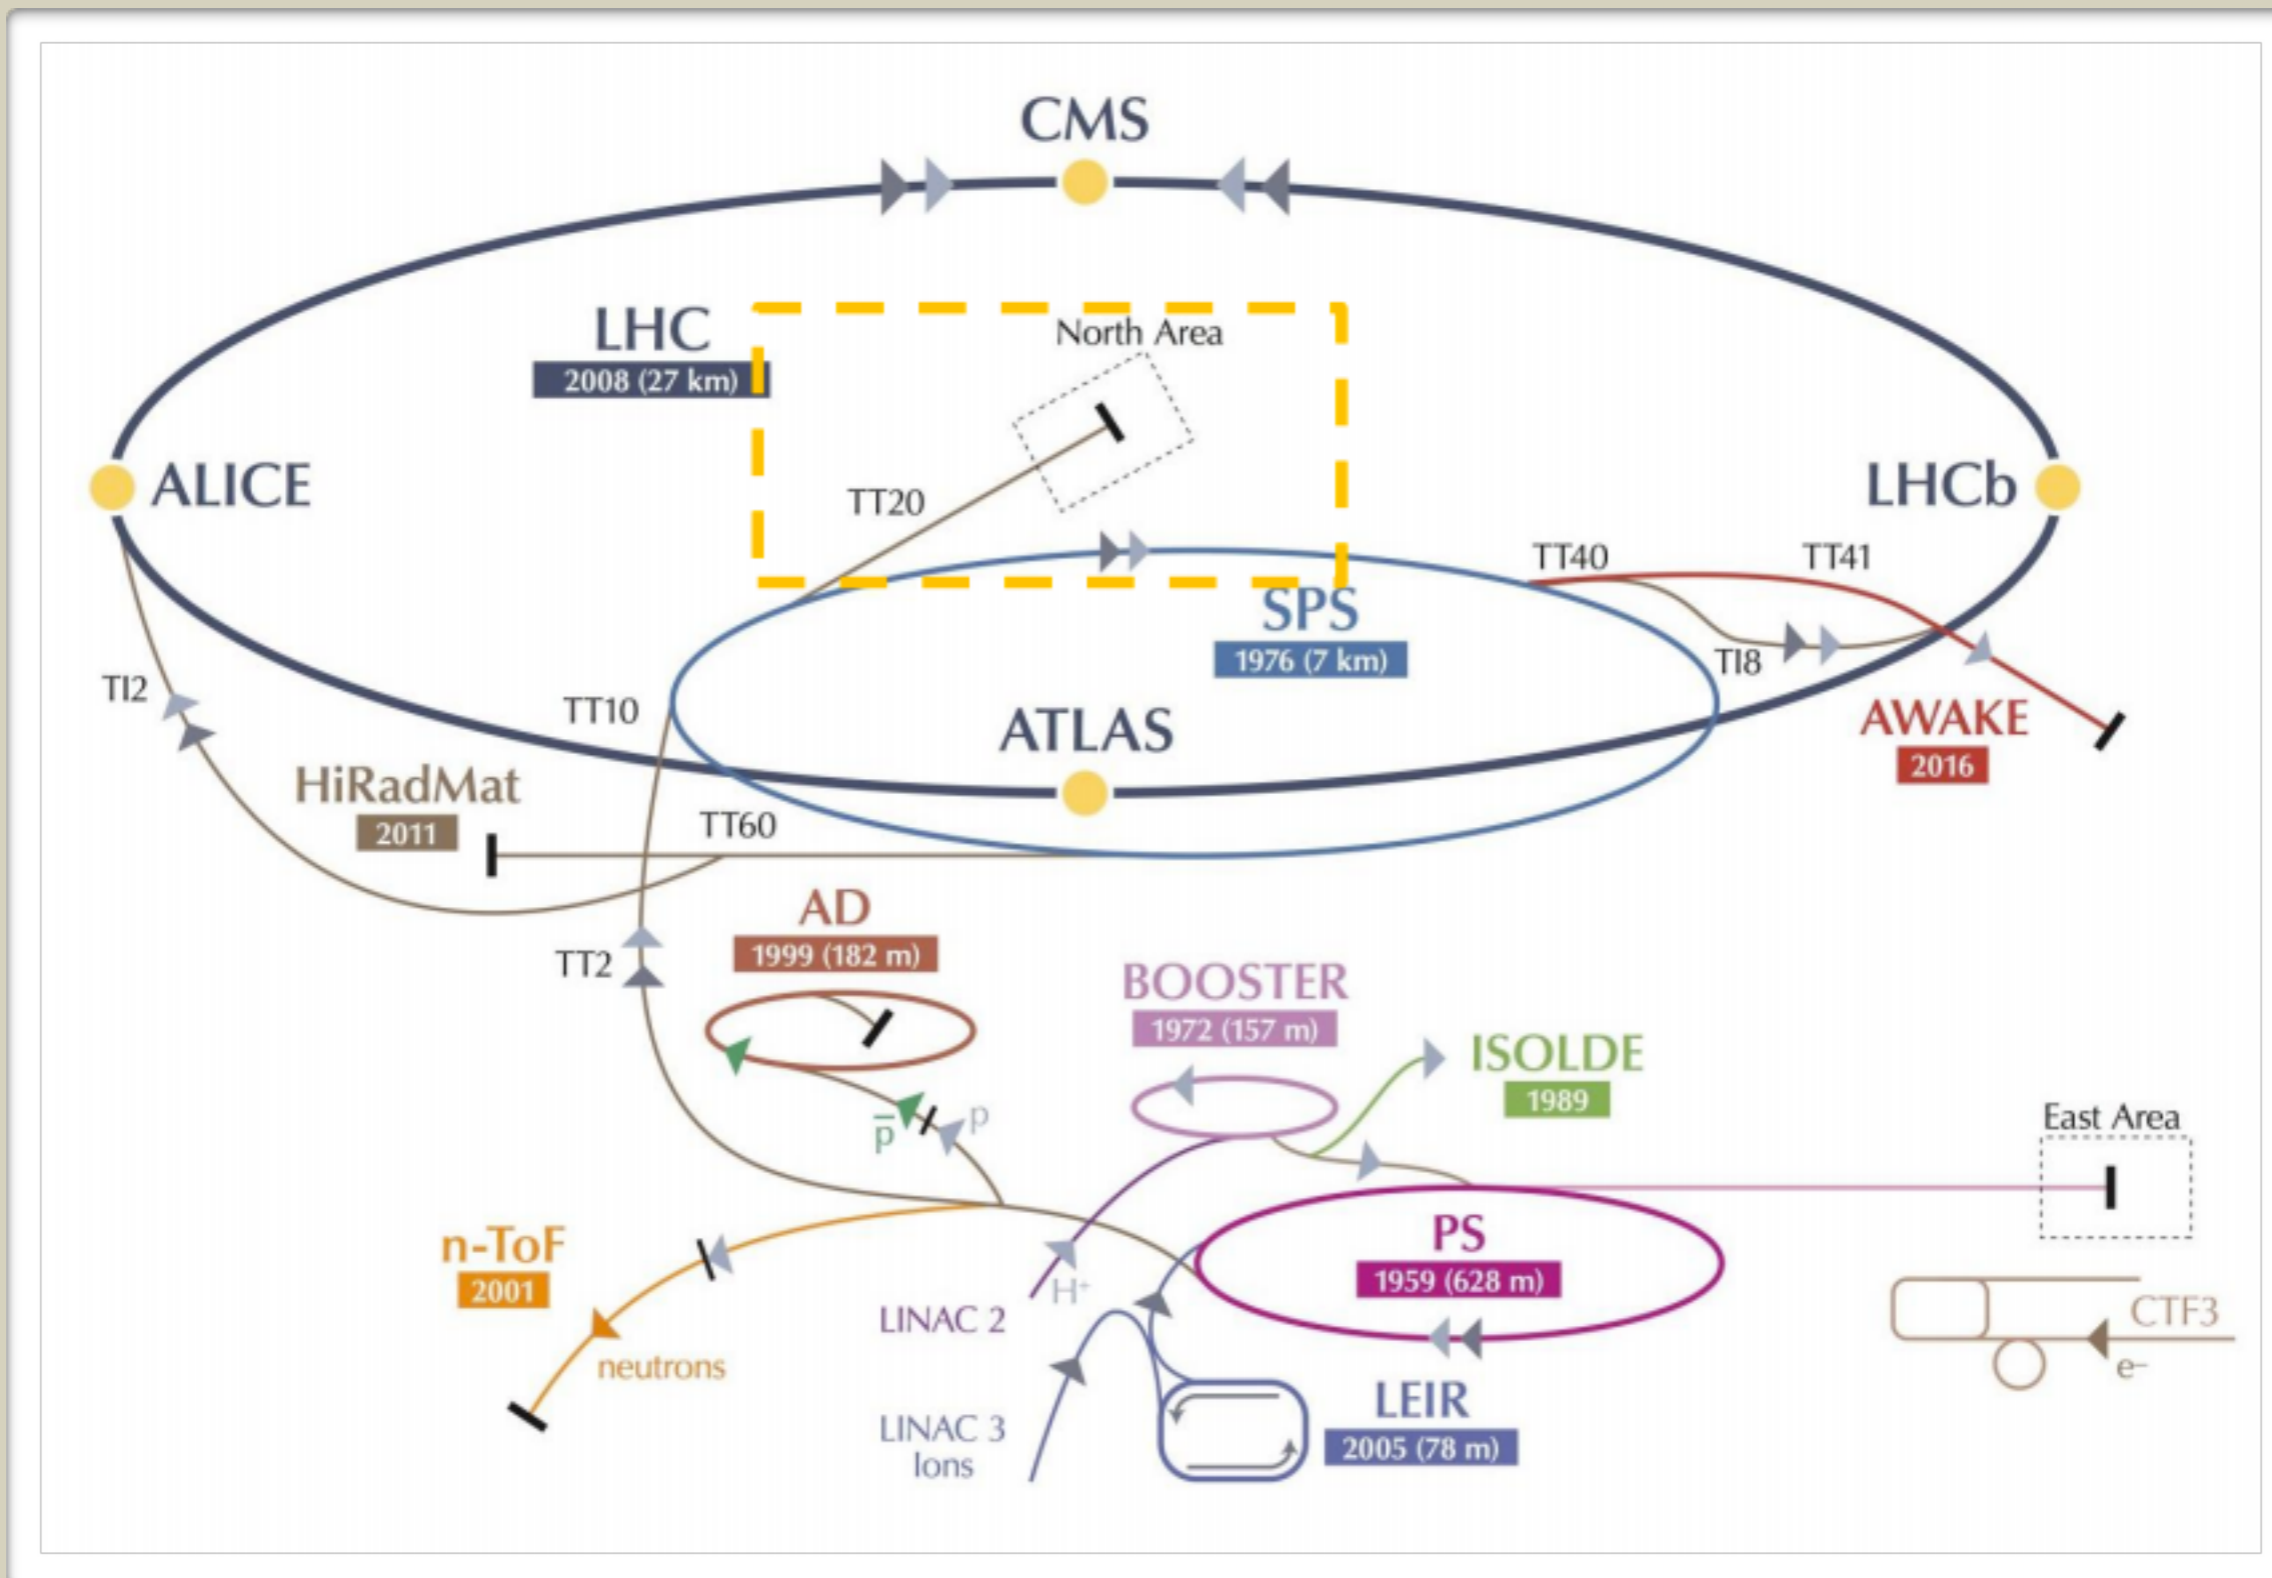 CMS
North Area
LHC
2008 (27 km)
ALICE
LHCb
TT20
TT40
TT41
SPS
1976 (7 km)
TI8
TI2
TT10
ATLAS
AWAKE
2016
HiRadMat
2011
TT60
AD
1999 (182 m)
TT2
BOOSTER
1972 (157 m)
ISOLDE
1989
p̅
p
East Area
n-ToF
2001
PS
1959 (628 m)
H⁺
LINAC 2
neutrons
CTF3
e⁻
LEIR
2005 (78 m)
LINAC 3
Ions